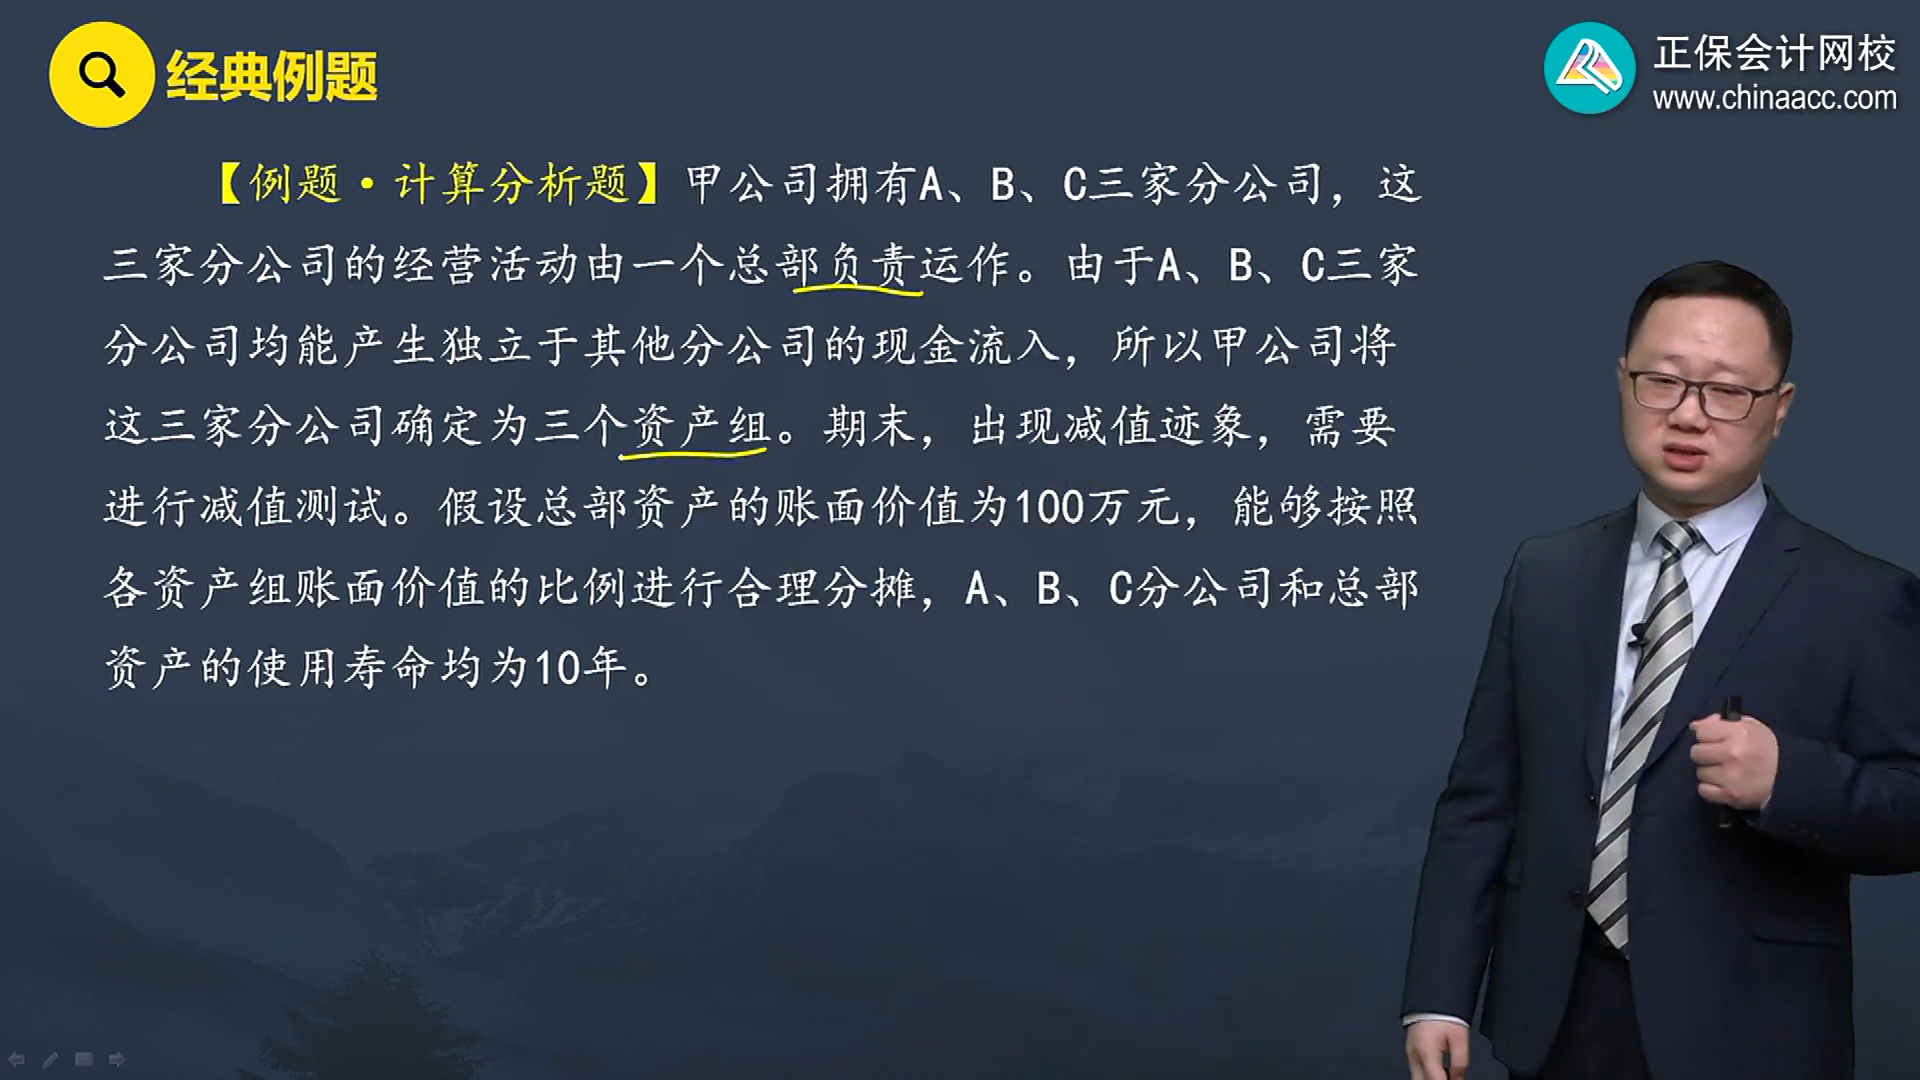 经典例题
正保会计网校
www.chinaacc.com
【例题·计算分析题】甲公司拥有A、B、C三家分公司，这
三家分公司的经营活动由一个总部负责运作。由于A、B、C三家
分公司均能产生独立于其他分公司的现金流入，所以甲公司将
这三家分公司确定为三个资产组。期末，出现减值迹象，需要
进行减值测试。假设总部资产的账面价值为100万元，能够按照
各资产组账面价值的比例进行合理分摊，A、B、C分公司和总部
资产的使用寿命均为10年。